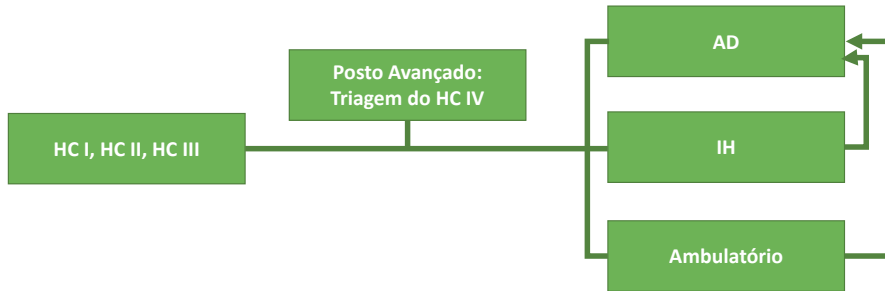 HC I, HC II, HC III
Posto Avançado:
Triagem do HC IV
AD
IH
Ambulatório